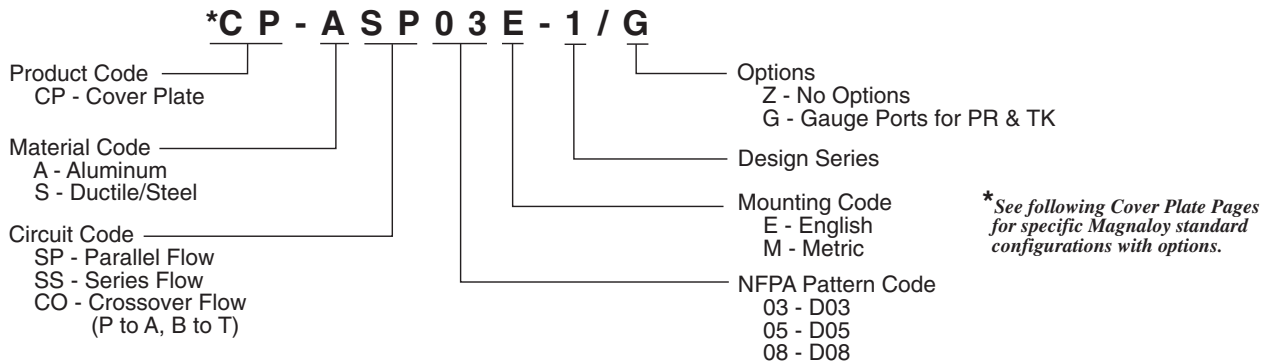 *CP-ASP03E-1/G
Product Code
CP - Cover Plate
Material Code
A - Aluminum
S - Ductile/Steel
Circuit Code
SP - Parallel Flow
SS - Series Flow
CO - Crossover Flow
(P to A, B to T)
Options
Z - No Options
G - Gauge Ports for PR & TK
Design Series
Mounting Code
E - English
M - Metric
NFPA Pattern Code
03 - D03
05 - D05
08 - D08
*See following Cover Plate Pages
for specific Magnaloy standard
configurations with options.